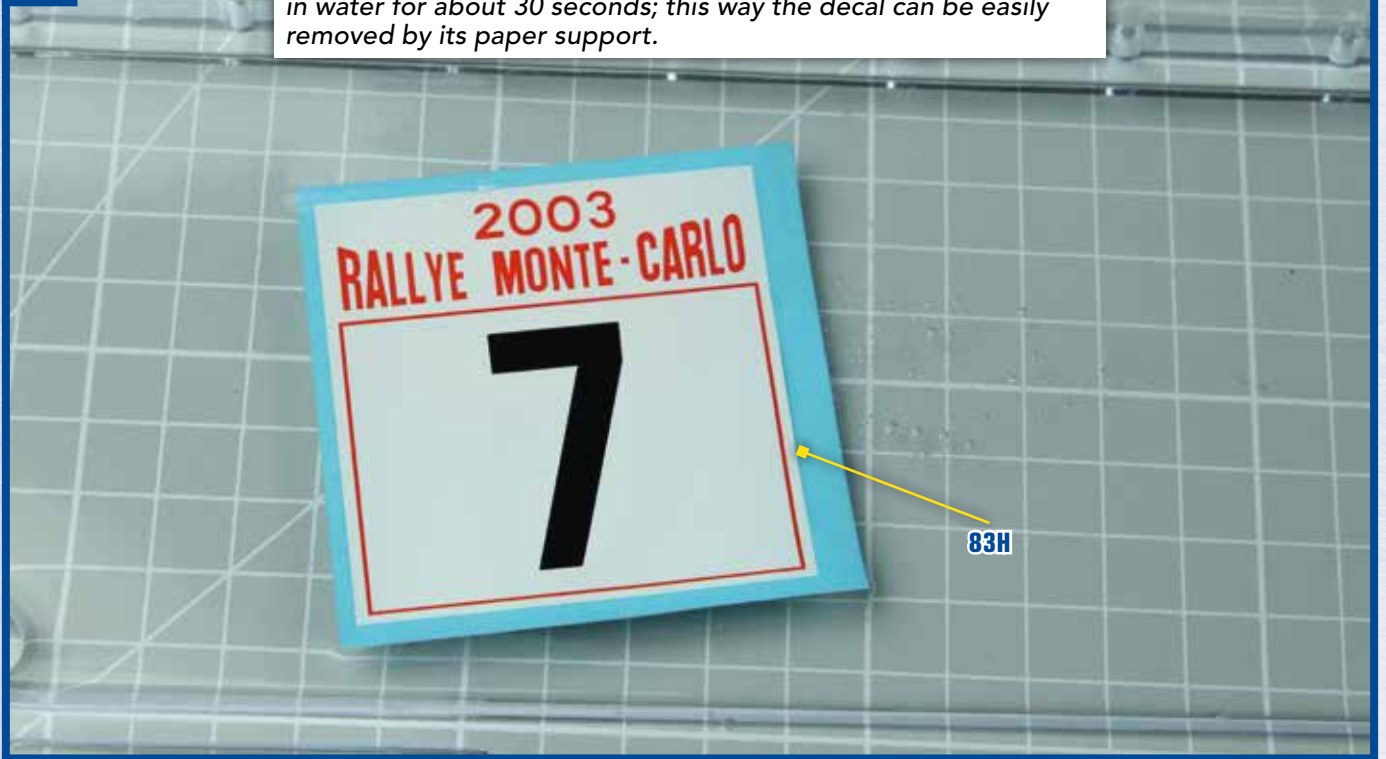 in water for about 30 seconds; this way the decal can be easily
removed by its paper support.
2003
RALLYE MONTE-CARLO
7
83H